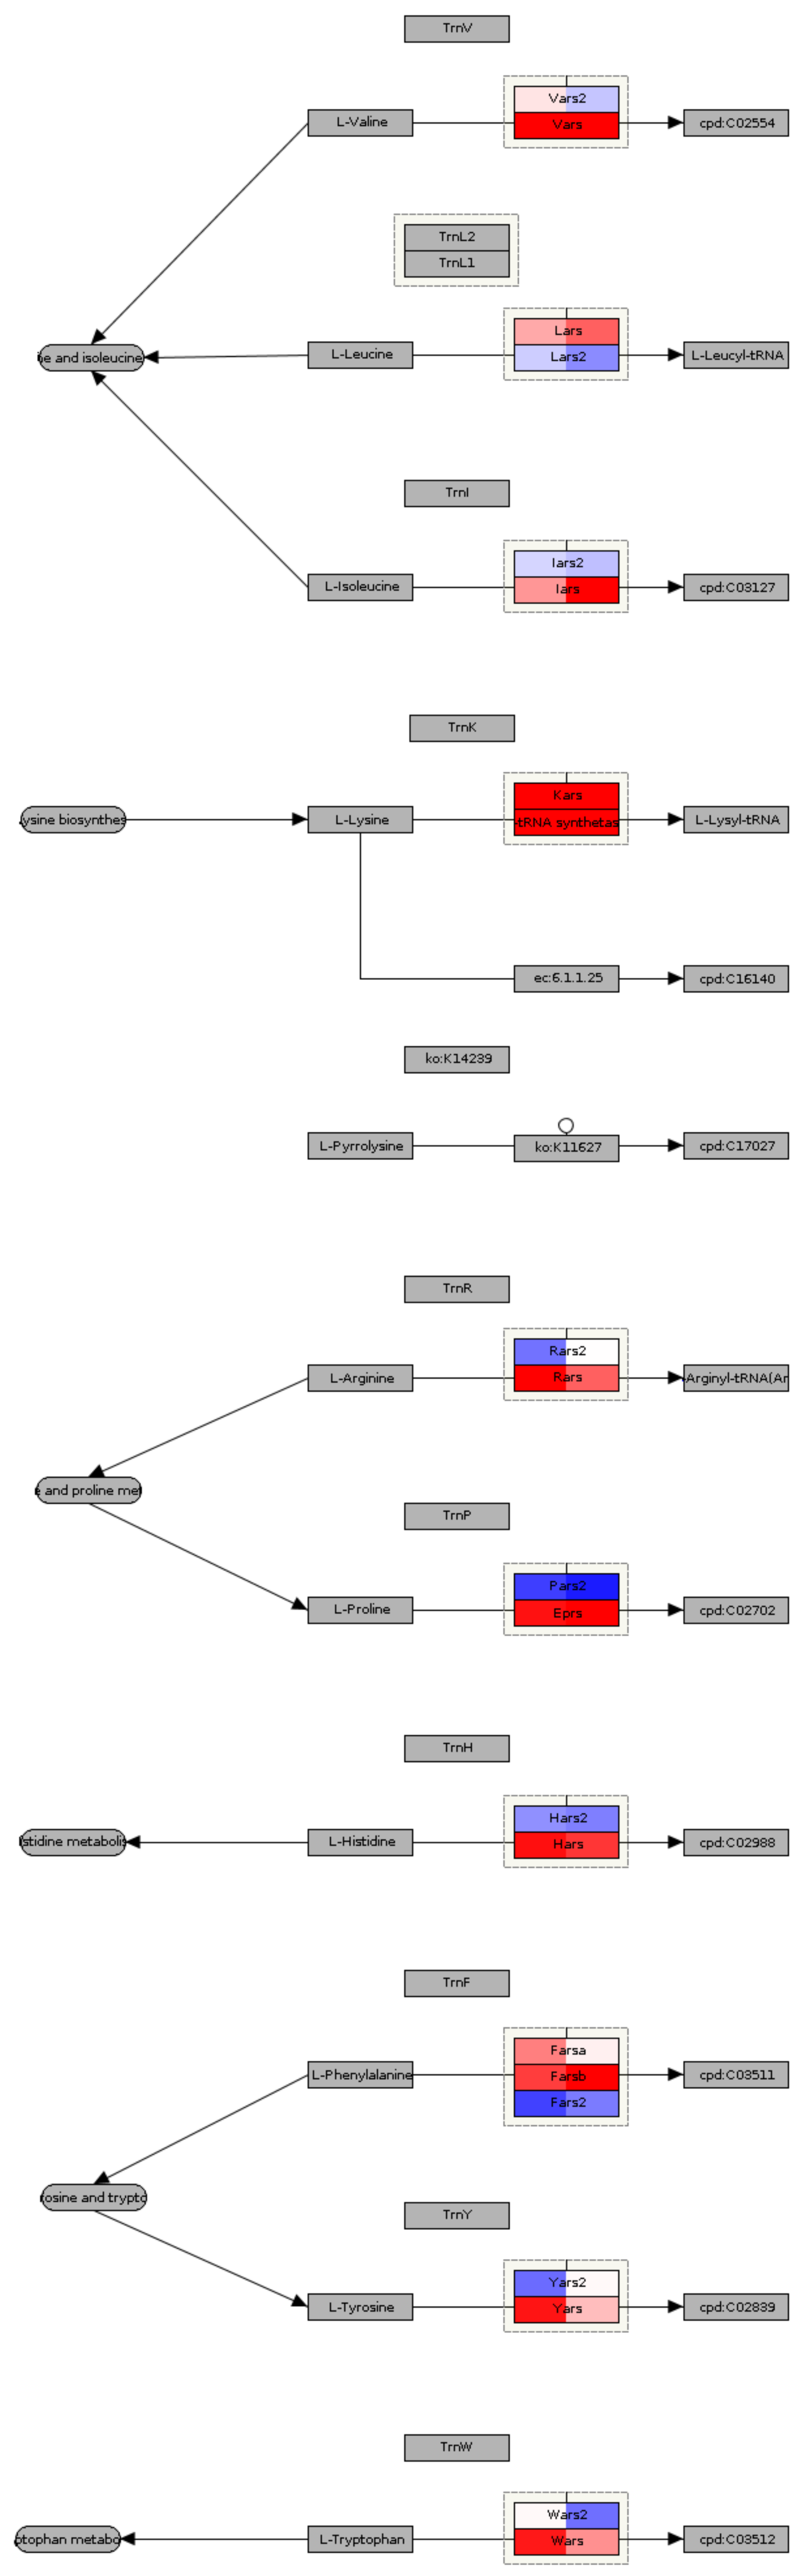 TrnV
Vars2
L-Valine
Vars
cpd:C02554
TrnL2
TrnL1
Lars
ne and isoleucine
L-Leucine
Lars2
L-Leucyl-tRNA
TrnI
Iars2
L-Isoleucine
Iars
cpd:C03127
TrnK
Kars
ysine biosynthes
L-Lysine
-tRNA synthetas
L-Lysyl-tRNA
ec:6.1.1.25
cpd:C16140
ko:K14239
L-Pyrrolysine
ko:K11627
cpd:C17027
TrnR
Rars2
L-Arginine
Rars
-Arginyl-tRNA(Ar
e and proline met
TrnP
Pars2
L-Proline
Eprs
cpd:C02702
TrnH
Hars2
stidine metabolis
L-Histidine
Hars
cpd:C02988
TrnF
Farsa
L-Phenylalanine
Farsb
cpd:C03511
Fars2
rosine and trypto
TrnY
Yars2
L-Tyrosine
Yars
cpd:C02839
TrnW
Wars2
ptophan metabo
L-Tryptophan
Wars
cpd:C03512